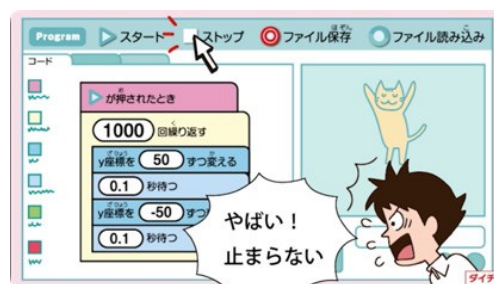 Program スタート ストップ ファイル保存 ファイル読み込み
コード
が押されたとき
1000 回繰り返す
y座標を 50 ずつ変える
0.1 秒待つ
y座標を -50 ずつ
0.1 秒待つ
やばい！
止まらない
ダイチ